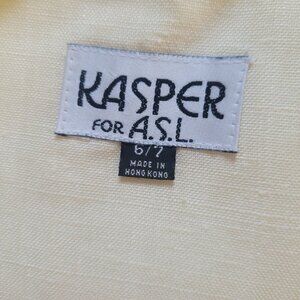 KASPER
FOR A.S.L.
6/7
MADE IN
HONG KONG